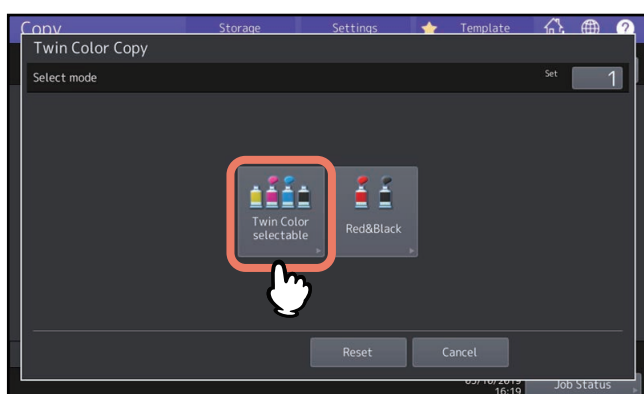 Copy Storage Settings Template
Twin Color Copy
Select mode Set 1
Twin Color
selectable
Red&Black
Reset Cancel
16:19 Job Status